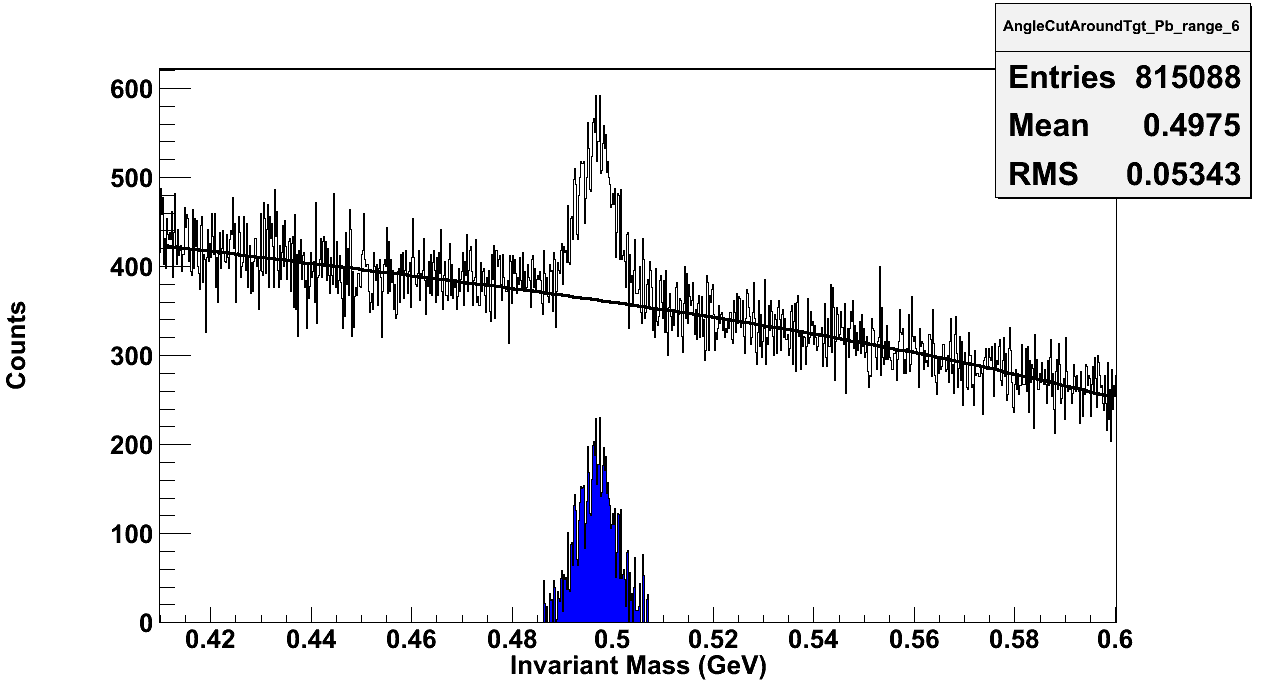 AngleCutAroundTgt_Pb_range_6
Entries 815088
Mean 0.4975
RMS 0.05343
600
500
400
300
200
100
0
Counts
0.42 0.44 0.46 0.48 0.5 0.52 0.54 0.56 0.58 0.6
Invariant Mass (GeV)